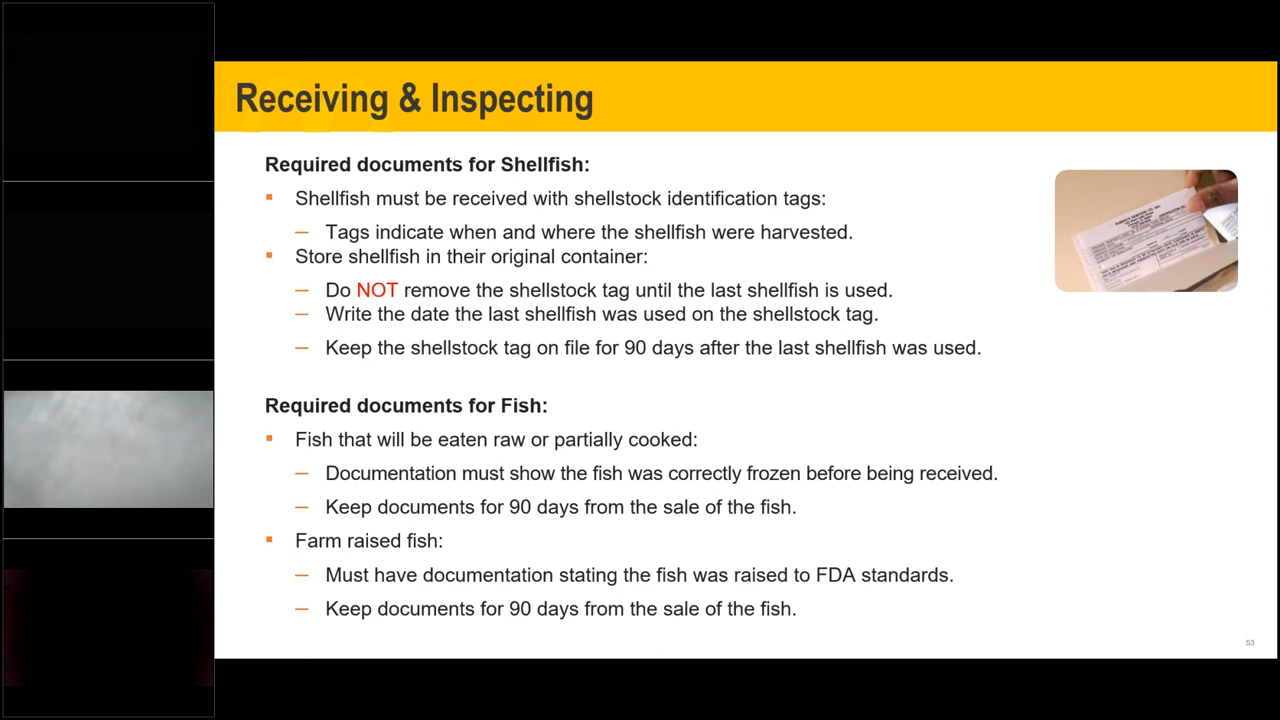 Receiving & Inspecting
Required documents for Shellfish:
Shellfish must be received with shellstock identification tags:
Tags indicate when and where the shellfish were harvested.
Store shellfish in their original container:
Do NOT remove the shellstock tag until the last shellfish is used.
Write the date the last shellfish was used on the shellstock tag.
Keep the shellstock tag on file for 90 days after the last shellfish was used.
Required documents for Fish:
Fish that will be eaten raw or partially cooked:
Documentation must show the fish was correctly frozen before being received.
Keep documents for 90 days from the sale of the fish.
Farm raised fish:
Must have documentation stating the fish was raised to FDA standards.
Keep documents for 90 days from the sale of the fish.
53